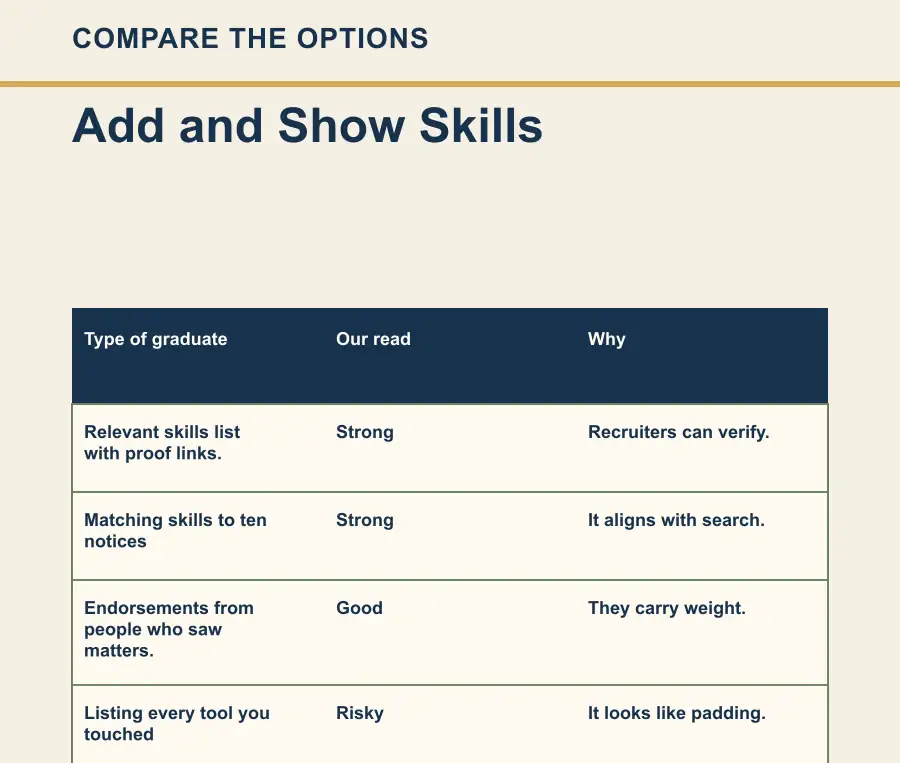 COMPARE THE OPTIONS
Add and Show Skills
Type of graduate
Our read
Why
Relevant skills list
with proof links.
Strong
Recruiters can verify.
Matching skills to ten
notices
Strong
It aligns with search.
Endorsements from
people who saw
matters.
Good
They carry weight.
Listing every tool you
touched
Risky
It looks like padding.